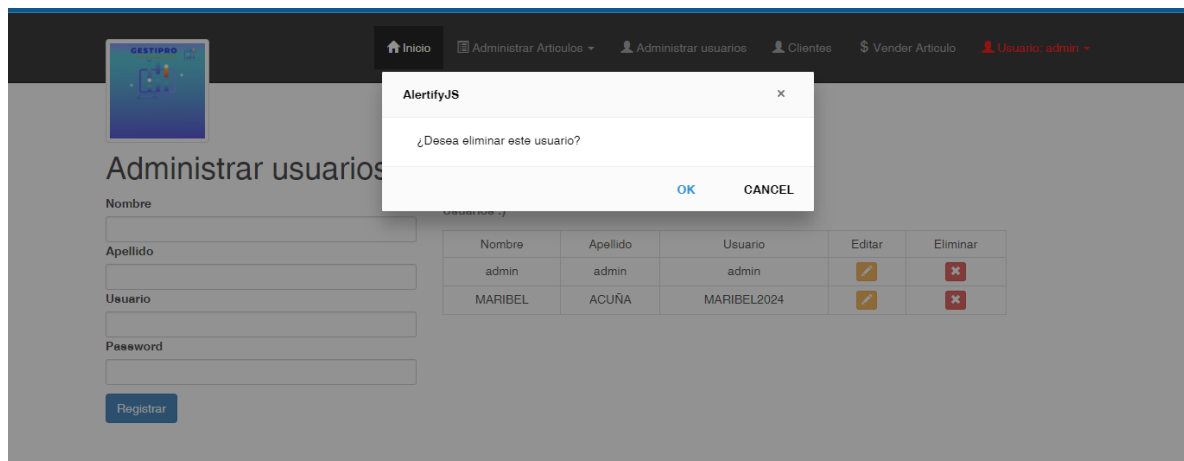 GESTIPRO
Inicio Administrar Articulos Administrar usuarios Clientes $ Vender Articulo Usuario: admin
AlertifyJS ×
¿Desea eliminar este usuario?
OK CANCEL
Administrar usuarios
Usuarios :)
Nombre
Apellido
Usuario
Password
Registrar
Nombre Apellido Usuario Editar Eliminar
admin admin admin
MARIBEL ACUÑA MARIBEL2024